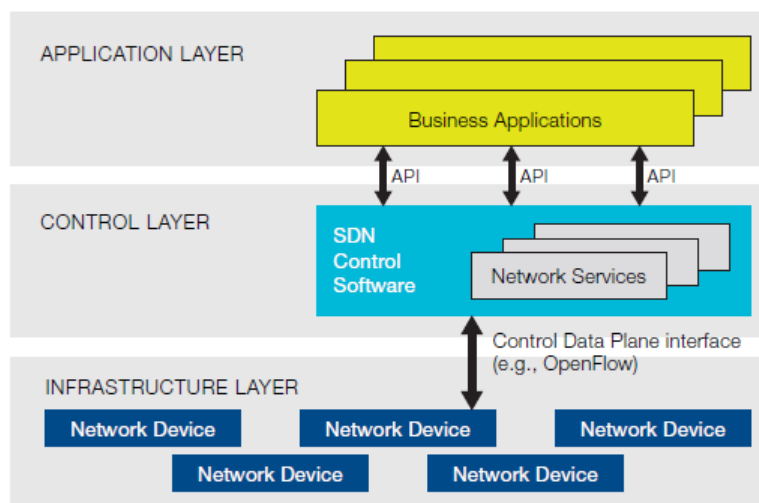 APPLICATION LAYER
Business Applications
API
API
API
CONTROL LAYER
SDN
Control
Software
Network Services
Control Data Plane interface
(e.g., OpenFlow)
INFRASTRUCTURE LAYER
Network Device
Network Device
Network Device
Network Device
Network Device